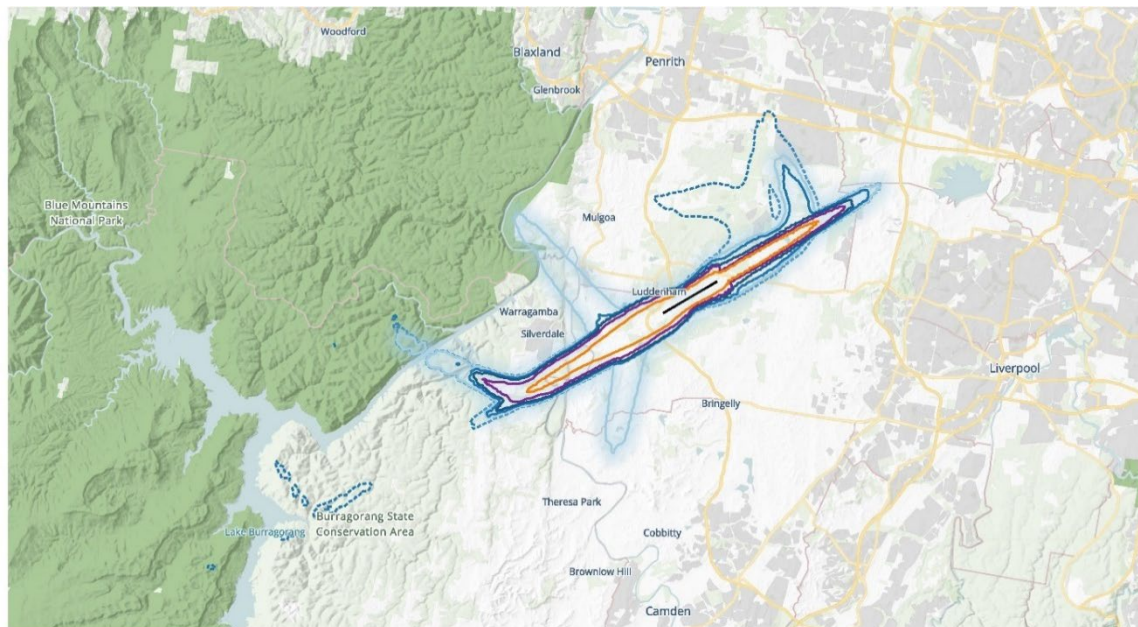 Woodford
Blaxland
Penrith
Glenbrook
Blue Mountains
National Park
Mulgoa
Luddenham
Warragamba
Silverdale
Liverpool
Bringelly
Theresa Park
Burragorang State
Conservation Area
Lake Burragorang
Cobbitty
Brownlow Hill
Camden